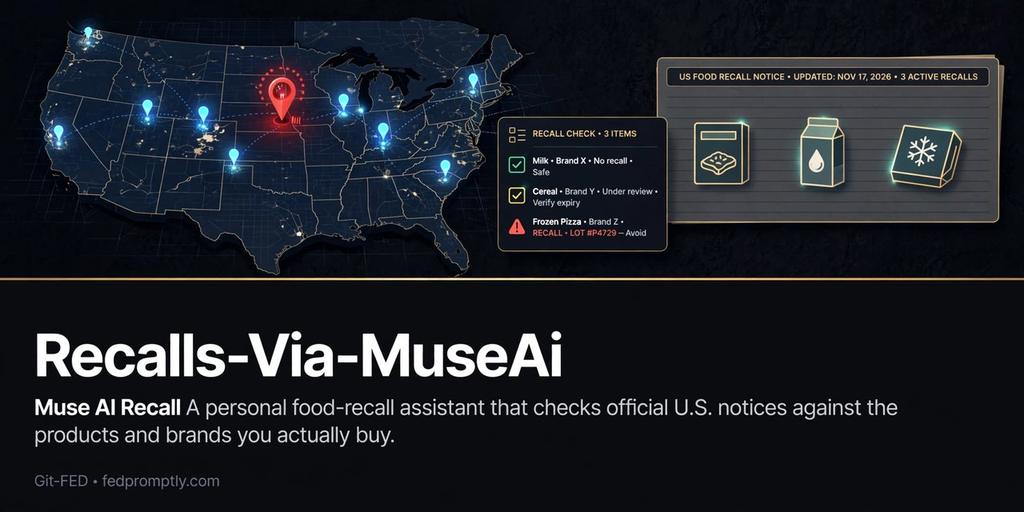 US FOOD RECALL NOTICE • UPDATED: NOV 17, 2026 • 3 ACTIVE RECALLS
RECALL CHECK • 3 ITEMS
Milk • Brand X • No recall •
Safe
Cereal • Brand Y • Under review •
Verify expiry
Frozen Pizza • Brand Z •
RECALL • LOT #P4729 – Avoid
Recalls-Via-MuseAi
Muse AI Recall A personal food-recall assistant that checks official U.S. notices against the
products and brands you actually buy.
Git-FED • fedpromptly.com